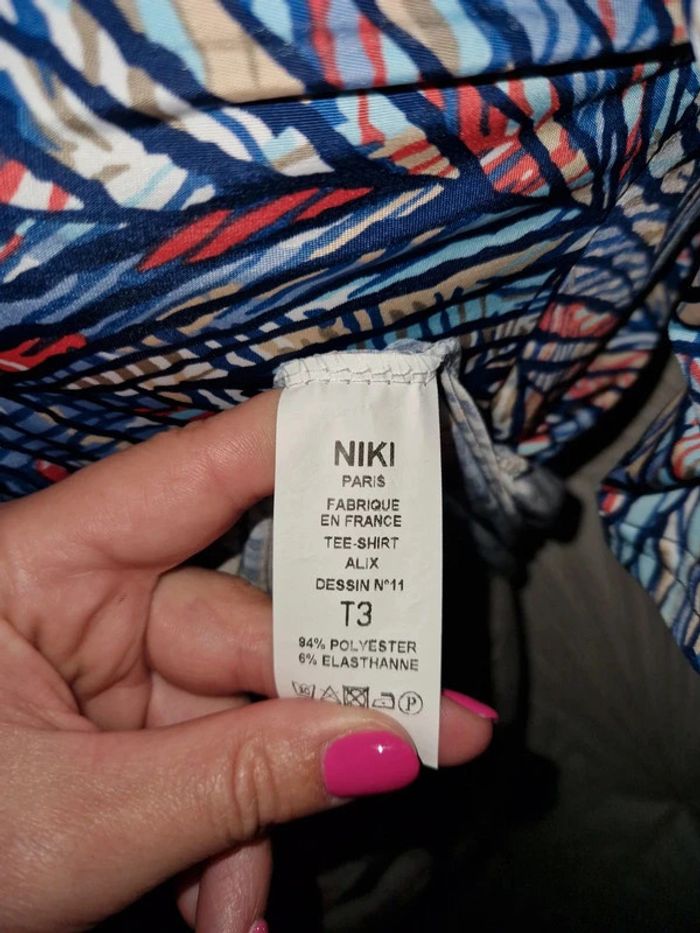 NIKI
PARIS
FABRIQUE
EN FRANCE
TEE-SHIRT
ALIX
DESSIN N°11
T3
94% POLYESTER
6% ELASTHANNE
P